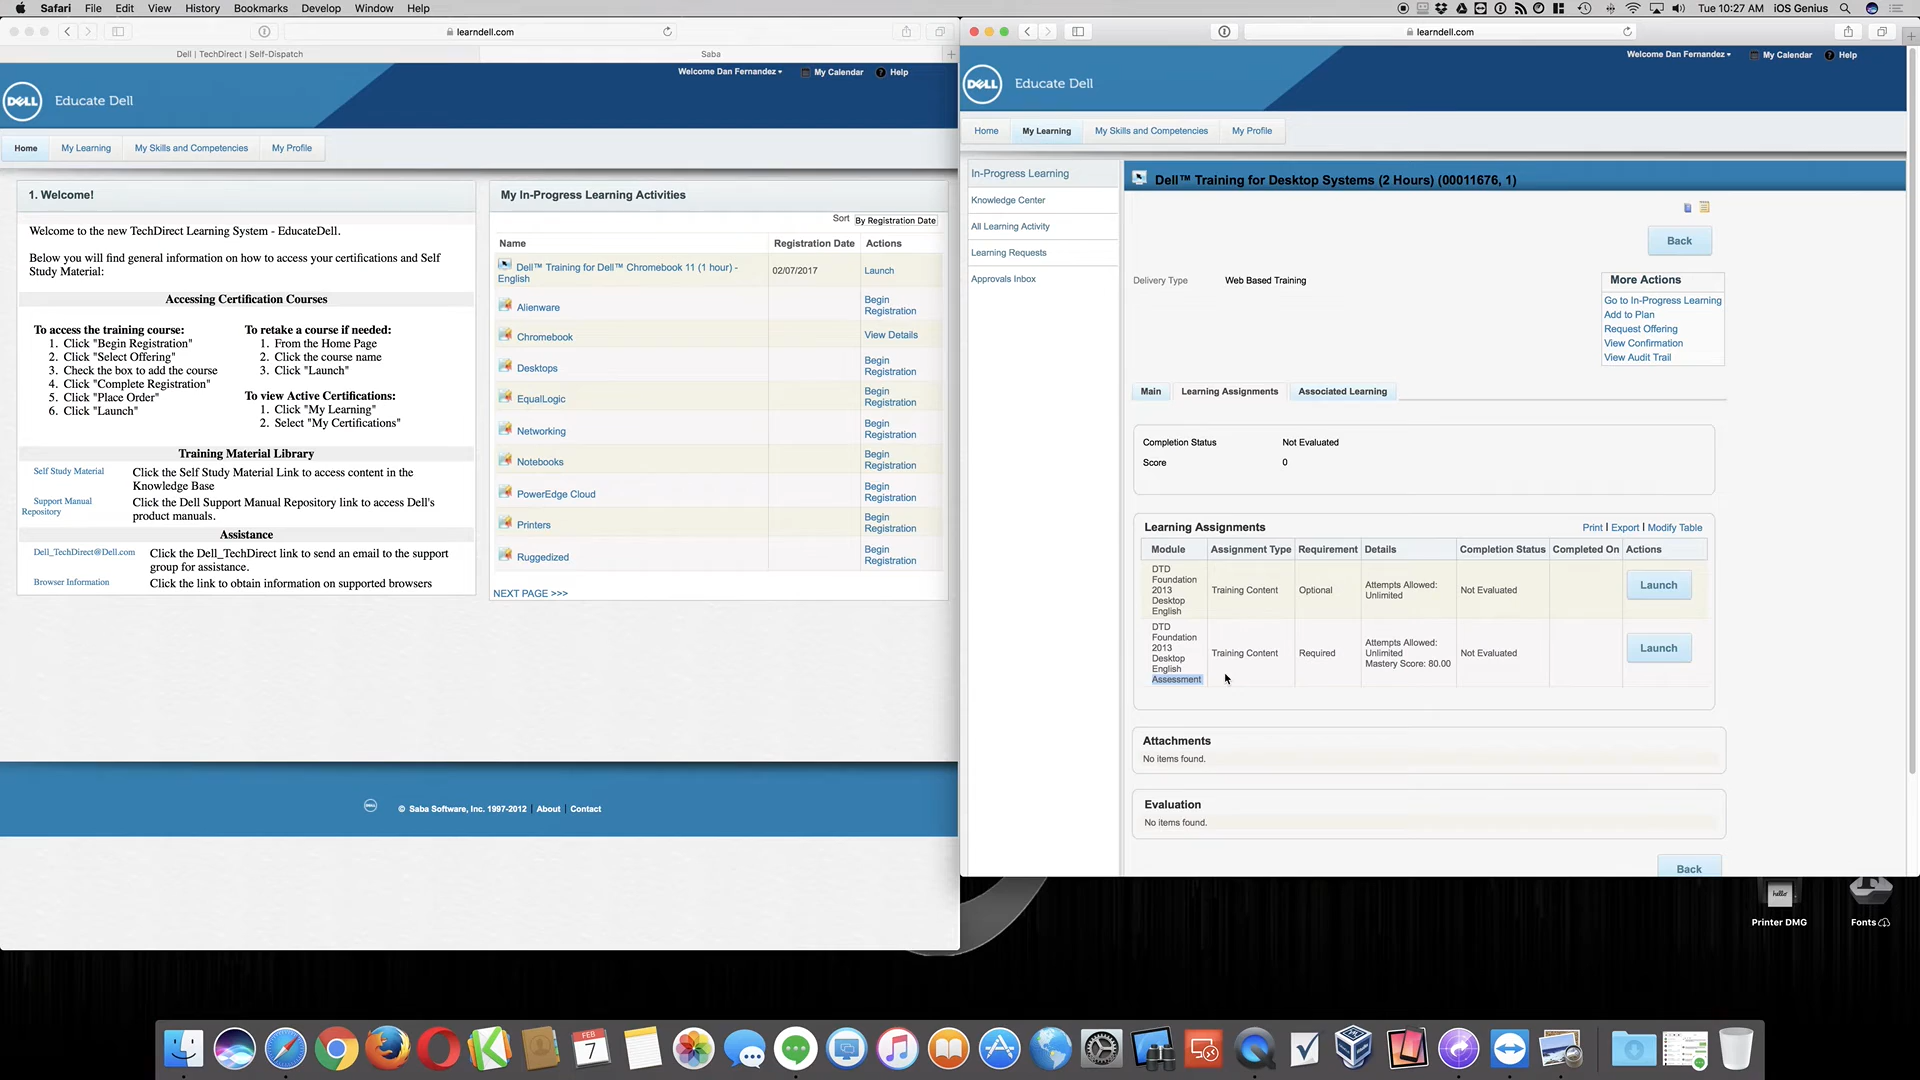 Safari File Edit View History Bookmarks Develop Window Help
Tue 10:27 AM iOS Genius
learndell.com
Dell | TechDirect | Self-Dispatch
Saba
Welcome Dan Fernandez
My Calendar
Help
DELL
Educate Dell
Home
My Learning
My Skills and Competencies
My Profile
1. Welcome!
Welcome to the new TechDirect Learning System - EducateDell.
Below you will find general information on how to access your certifications and Self
Study Material:
Accessing Certification Courses
To access the training course:
1. Click "Begin Registration"
2. Click "Select Offering"
3. Check the box to add the course
4. Click "Complete Registration"
5. Click "Place Order"
6. Click "Launch"
To retake a course if needed:
1. From the Home Page
2. Click the course name
3. Click "Launch"
To view Active Certifications:
1. Click "My Learning"
2. Select "My Certifications"
Training Material Library
Self Study Material
Click the Self Study Material Link to access content in the
Knowledge Base
Support Manual
Repository
Click the Dell Support Manual Repository link to access Dell's
product manuals.
Assistance
Dell_TechDirect@Dell.com
Click the Dell_TechDirect link to send an email to the support
group for assistance.
Browser Information
Click the link to obtain information on supported browsers
My In-Progress Learning Activities
Sort By Registration Date
Name Registration Date Actions
Dell™ Training for Dell™ Chromebook 11 (1 hour) -
English
02/07/2017
Launch
Alienware
Begin
Registration
Chromebook
View Details
Desktops
Begin
Registration
EqualLogic
Begin
Registration
Networking
Begin
Registration
Notebooks
Begin
Registration
PowerEdge Cloud
Begin
Registration
Printers
Begin
Registration
Ruggedized
Begin
Registration
NEXT PAGE >>>
© Saba Software, Inc. 1997-2012 | About | Contact
learndell.com
Welcome Dan Fernandez
My Calendar
Help
DELL
Educate Dell
Home
My Learning
My Skills and Competencies
My Profile
In-Progress Learning
Knowledge Center
All Learning Activity
Learning Requests
Approvals Inbox
Dell™ Training for Desktop Systems (2 Hours) (00011676, 1)
Back
Delivery Type Web Based Training
More Actions
Go to In-Progress Learning
Add to Plan
Request Offering
View Confirmation
View Audit Trail
Main
Learning Assignments
Associated Learning
Completion Status Not Evaluated
Score 0
Learning Assignments
Print | Export | Modify Table
Module Assignment Type Requirement Details Completion Status Completed On Actions
DTD
Foundation
2013
Desktop
English
Training Content
Optional
Attempts Allowed:
Unlimited
Not Evaluated
Launch
DTD
Foundation
2013
Desktop
English
Assessment
Training Content
Required
Attempts Allowed:
Unlimited
Mastery Score: 80.00
Not Evaluated
Launch
Attachments
No items found.
Evaluation
No items found.
Back
hello
Printer DMG
Fonts
FEB
7